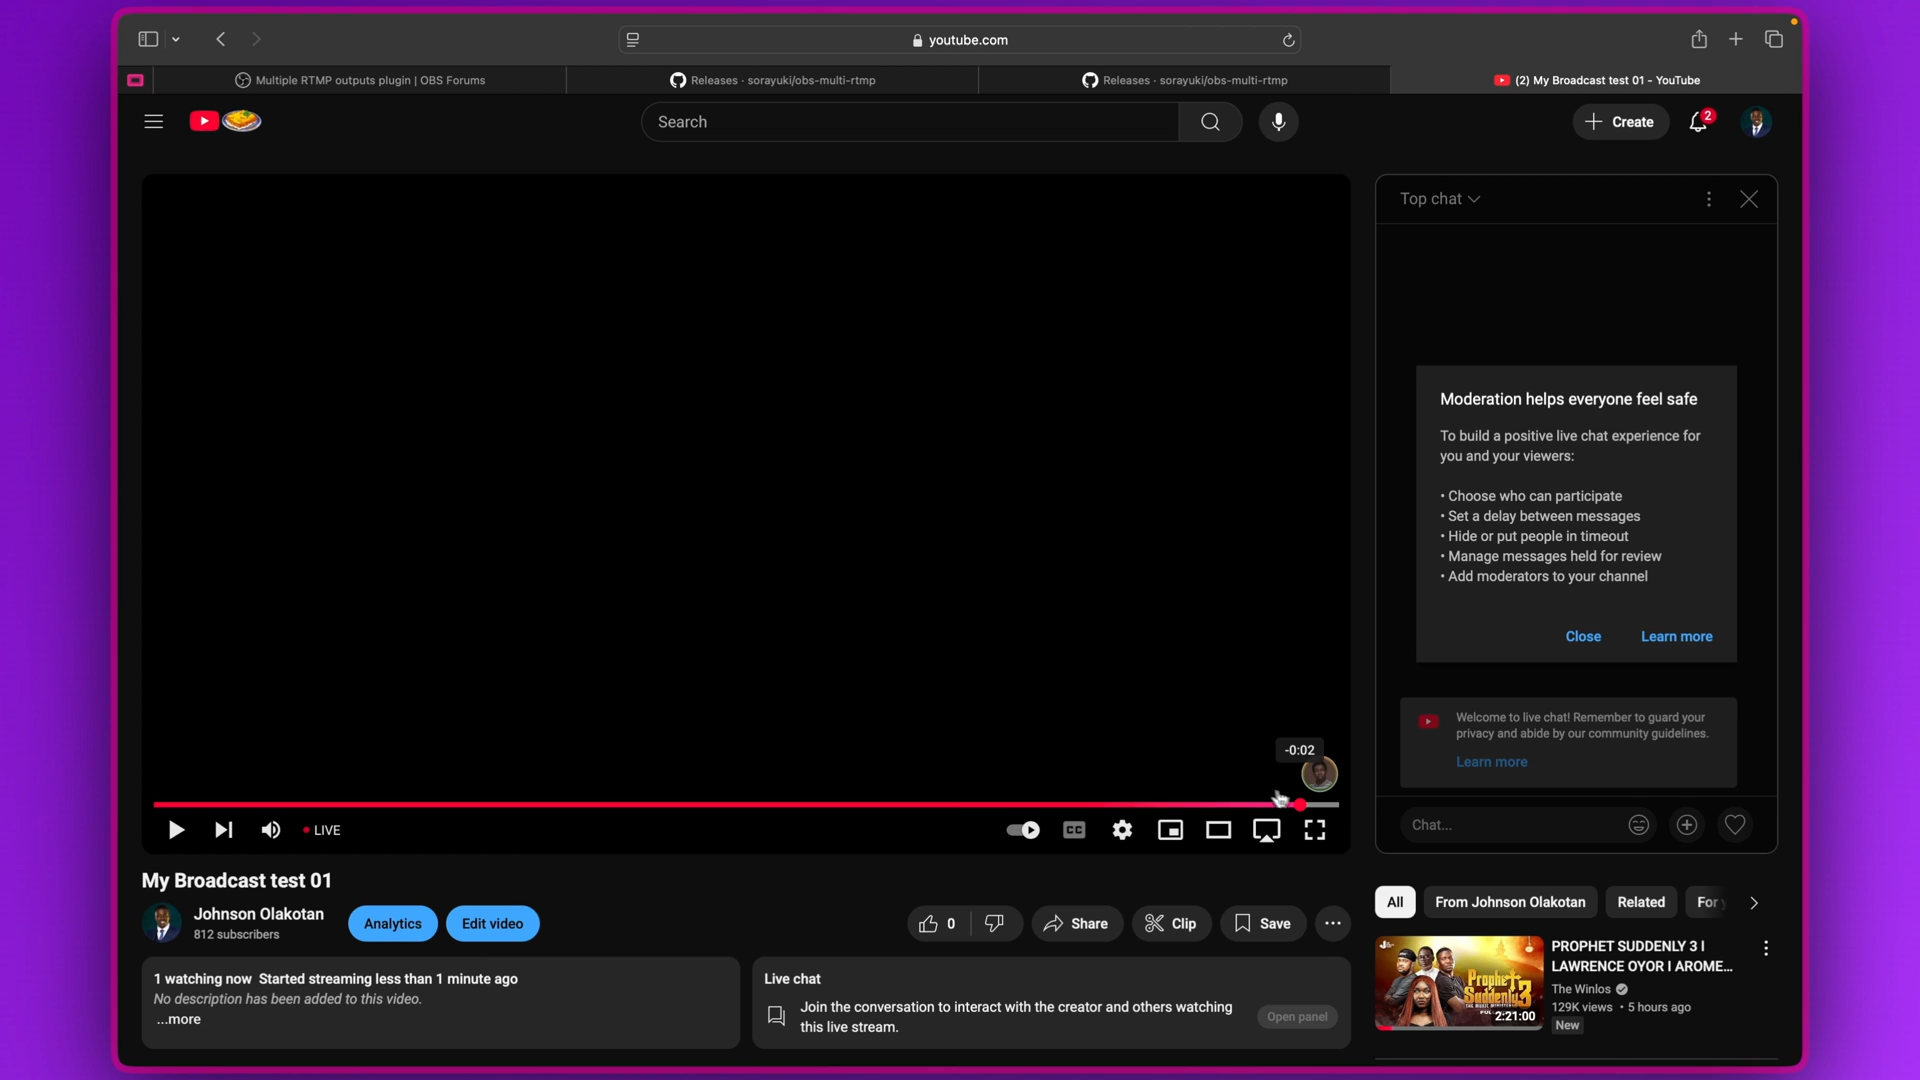 youtube.com
Multiple RTMP outputs plugin | OBS Forums
Releases · sorayuki/obs-multi-rtmp
Releases · sorayuki/obs-multi-rtmp
(2) My Broadcast test 01 - YouTube
Search
Create
2
Top chat
Moderation helps everyone feel safe
To build a positive live chat experience for
you and your viewers:
• Choose who can participate
• Set a delay between messages
• Hide or put people in timeout
• Manage messages held for review
• Add moderators to your channel
Close
Learn more
Welcome to live chat! Remember to guard your
privacy and abide by our community guidelines.
Learn more
Chat...
-0:02
LIVE
CC
My Broadcast test 01
Johnson Olakotan
812 subscribers
Analytics
Edit video
0
Share
Clip
Save
1 watching now Started streaming less than 1 minute ago
No description has been added to this video.
...more
Live chat
Join the conversation to interact with the creator and others watching
this live stream.
Open panel
All
From Johnson Olakotan
Related
For
Prophet
Suddenly
3
2:21:00
PROPHET SUDDENLY 3 I
LAWRENCE OYOR I AROME...
The Winlos
129K views • 5 hours ago
New